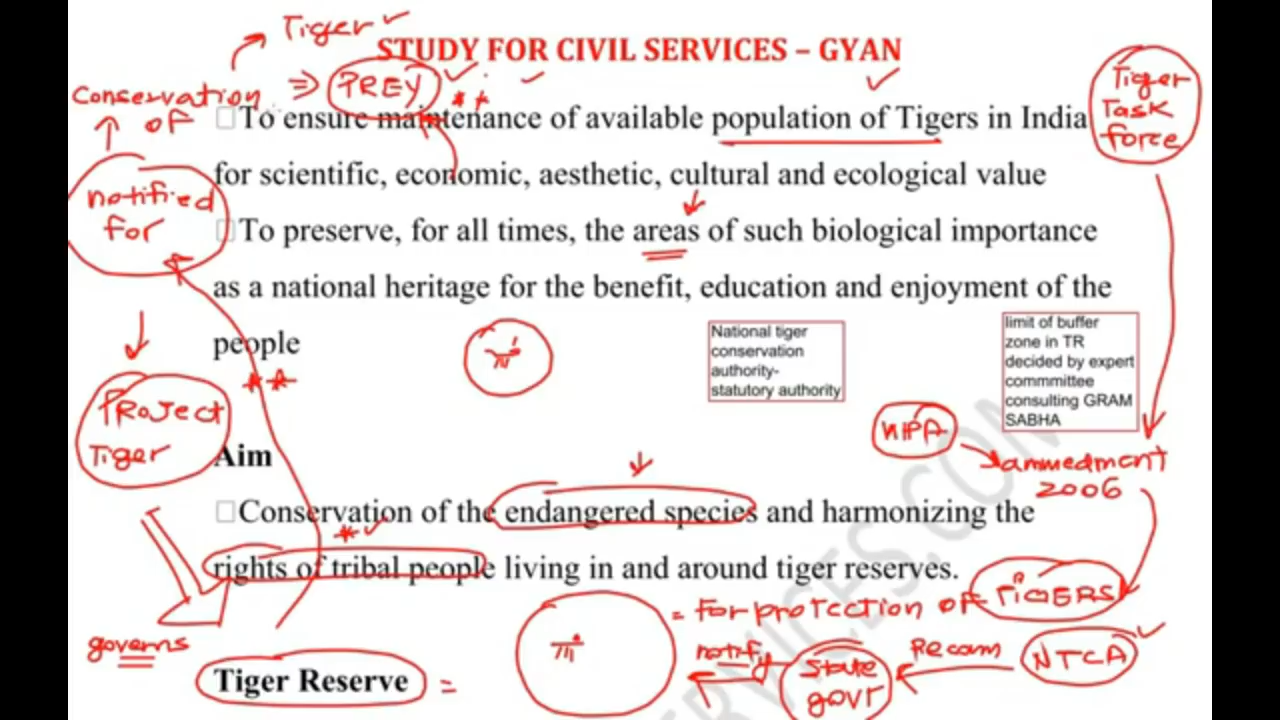 Tiger
STUDY FOR CIVIL SERVICES – GYAN
PREY
Conservation
of
Tiger
Task
force
To ensure maintenance of available population of Tigers in India
for scientific, economic, aesthetic, cultural and ecological value
notified
for
To preserve, for all times, the areas of such biological importance
as a national heritage for the benefit, education and enjoyment of the
people
National tiger
conservation
authority-
statutory authority
limit of buffer
zone in TR
decided by expert
commmittee
consulting GRAM
SABHA
PROJECT
Tiger
WPA
ammedment
2006
Aim
Conservation of the endangered species and harmonizing the
rights of tribal people living in and around tiger reserves.
= For protection of TIGERS
governs
Tiger Reserve =
notify
State
govt
Recom
NTCA
SERVICES.COM